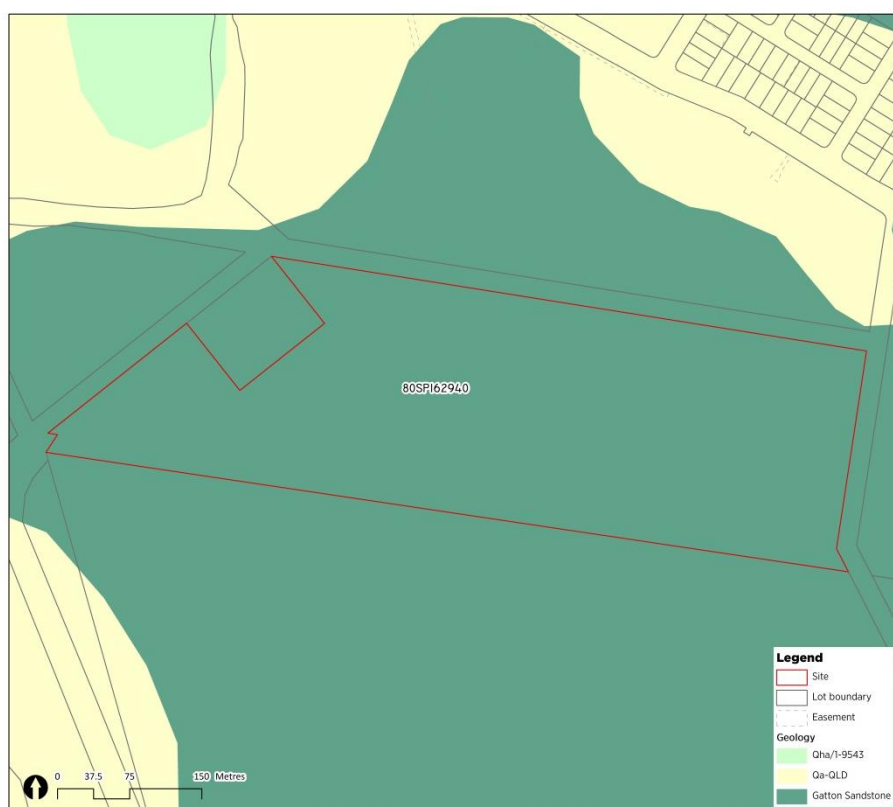 80SP162940
Legend
Site
Lot boundary
Easement
Geology
Qha/1-9543
Qa-QLD
Gatton Sandstone
0 37.5 75 150 Metres